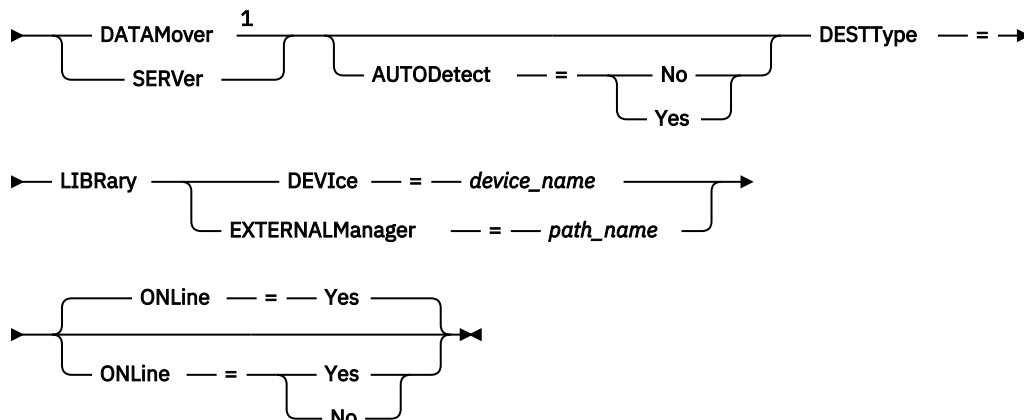 1
DATAMover
DESTType =
SERVer
AUTODetect = No
Yes
LIBRary DEVIce = device_name
EXTERNALManager = path_name
ONLine = Yes
ONLine = Yes
No